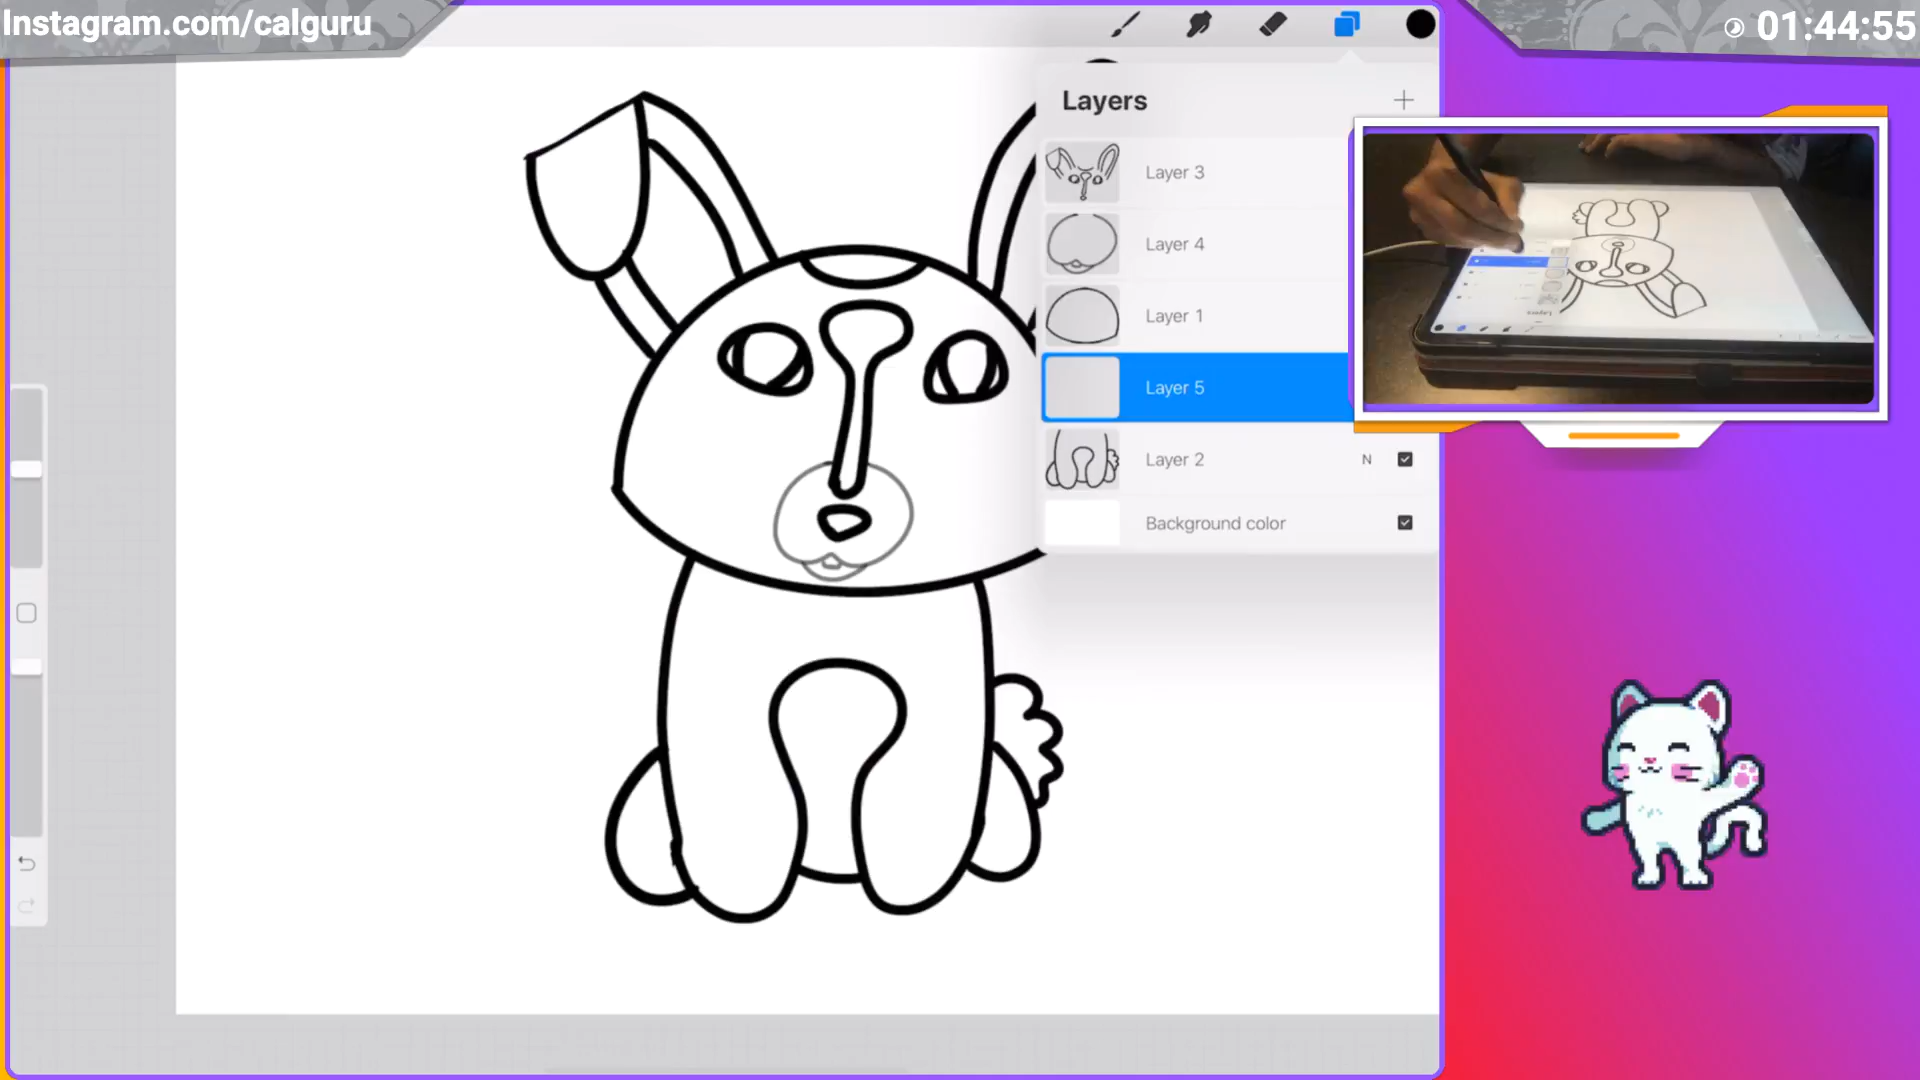 Instagram.com/calguru
01:44:55
Layers
Layer 3
Layer 4
Layer 1
Layer 5
Layer 2 N
Background color